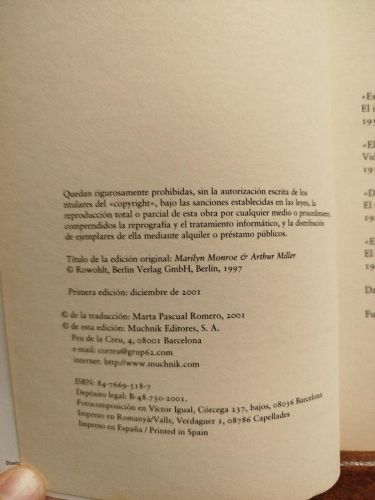 Quedan rigurosamente prohibidas, sin la autorización escrita de los
titulares del «copyright», bajo las sanciones establecidas en las leyes, la
reproducción total o parcial de esta obra por cualquier medio o procedimiento,
comprendidos la reprografía y el tratamiento informático, y la distribución
de ejemplares de ella mediante alquiler o préstamo públicos.
Título de la edición original: Marilyn Monroe & Arthur Miller
© Rowohlt, Berlin Verlag GmbH, Berlin, 1997
Primera edición: diciembre de 2001
© de la traducción: Marta Pascual Romero, 2001
© de esta edición: Muchnik Editores, S. A.
Peu de la Creu, 4, 08001 Barcelona
e-mail: correu@grup62.com
internet: http://www.muchnik.com
ISBN: 84-7669-518-7
Depósito legal: B-48.730-2001.
Fotocomposición en Víctor Igual, Córcega 237, bajos, 08036 Barcelona
Impreso en Romanyà/Valls, Verdaguer 1, 08786 Capellades
Impreso en España / Printed in Spain